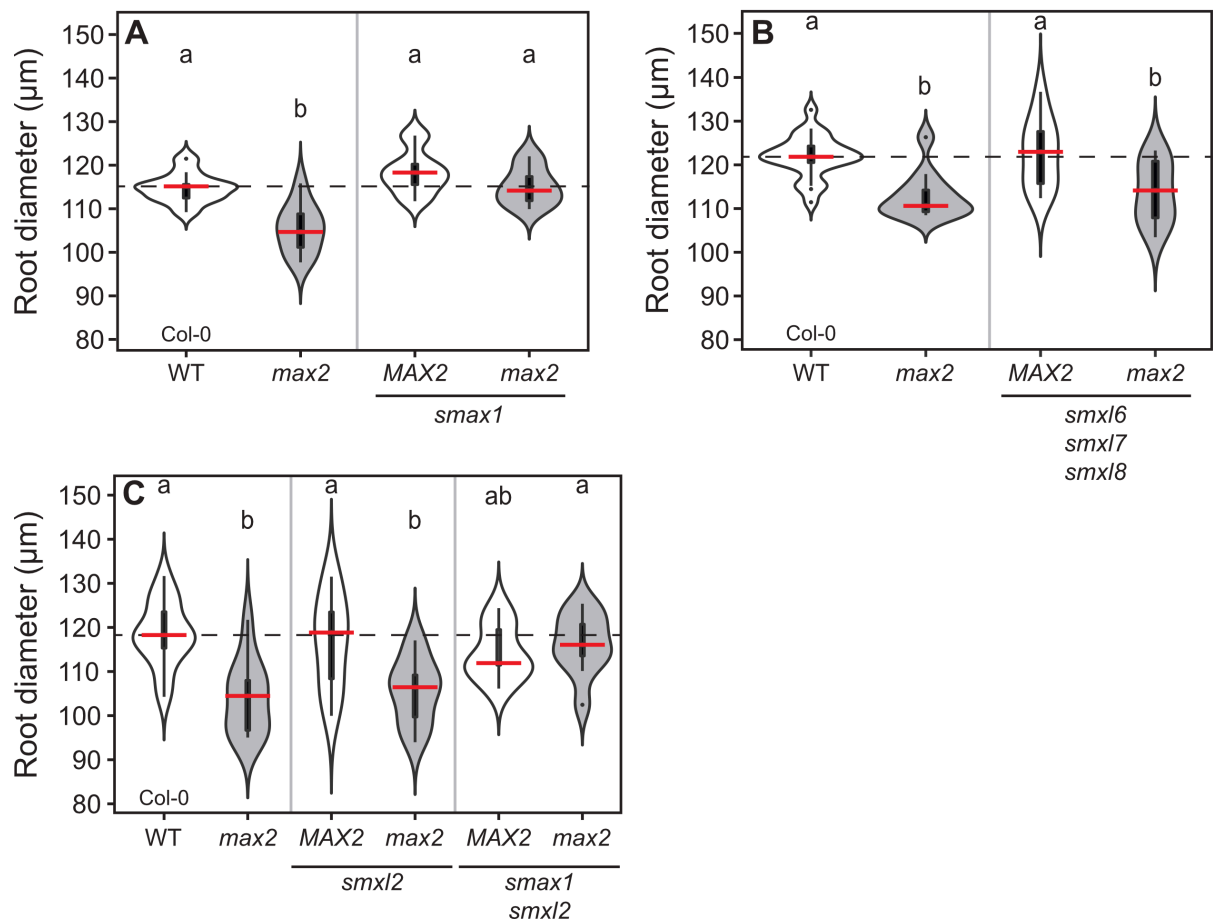 A
Root diameter (µm)
150
140
130
120
110
100
90
80
a
b
a
a
Col-0
WT
max2
MAX2
max2
smax1
B
Root diameter (µm)
150
140
130
120
110
100
90
80
a
b
a
b
Col-0
WT
max2
MAX2
max2
smxl6
smxl7
smxl8
C
Root diameter (µm)
150
140
130
120
110
100
90
80
a
b
a
b
ab
a
Col-0
WT
max2
MAX2
max2
MAX2
max2
smxl2
smax1
smxl2